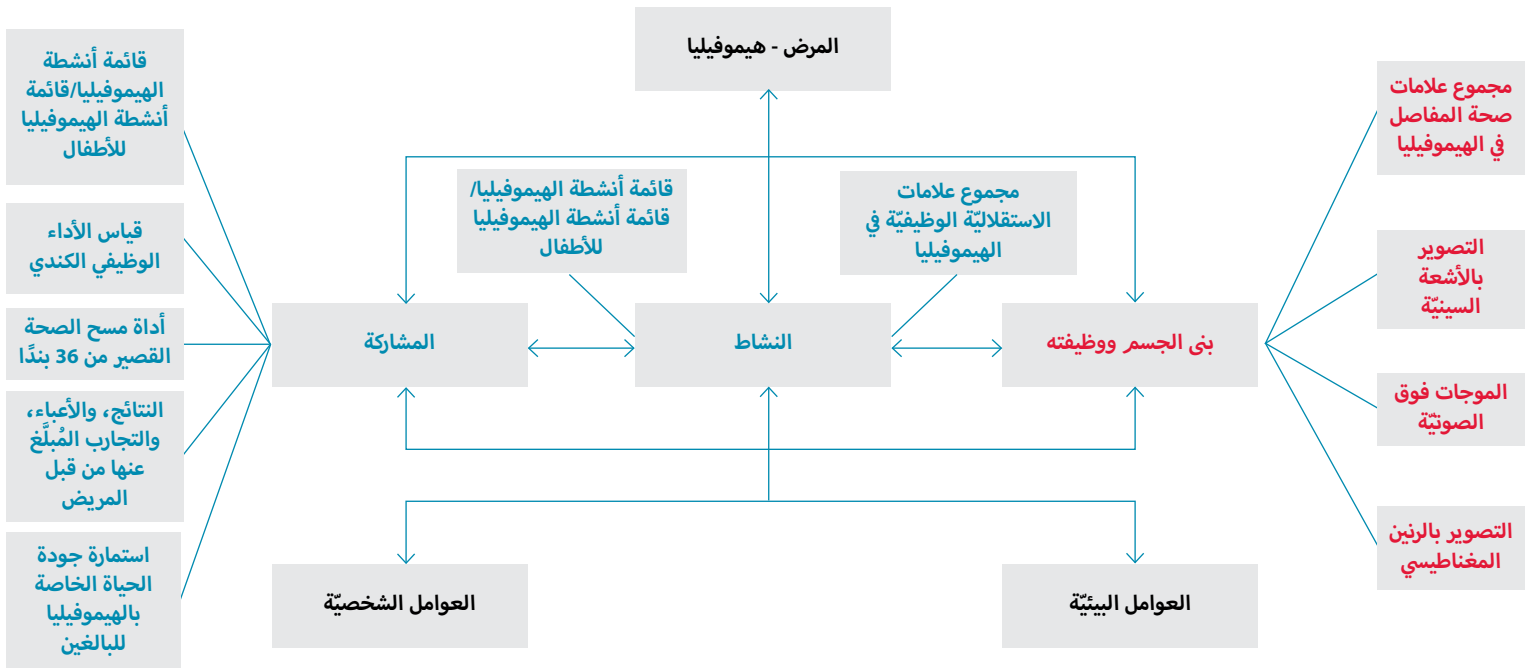 المرض - هيموفيليا
مجموع علامات
صحة المفاصل
في الهيموفيليا
التصوير
بالأشعة
السينيّة
الموجات فوق
الصوتيّة
التصوير بالرنين
المغناطيسي
مجموع علامات
الاستقلاليّة الوظيفيّة في
الهيموفيليا
قائمة أنشطة الهيموفيليا/
قائمة أنشطة الهيموفيليا
للأطفال
بنى الجسم ووظيفته
النشاط
المشاركة
قائمة أنشطة
الهيموفيليا/قائمة
أنشطة الهيموفيليا
للأطفال
قياس الأداء
الوظيفي الكندي
أداة مسح الصحة
القصير من 36 بندًا
النتائج، والأعباء،
والتجارب المُبلَّغ
عنها من قبل
المريض
استمارة جودة
الحياة الخاصة
بالهيموفيليا
للبالغين
العوامل البيئيّة
العوامل الشخصيّة